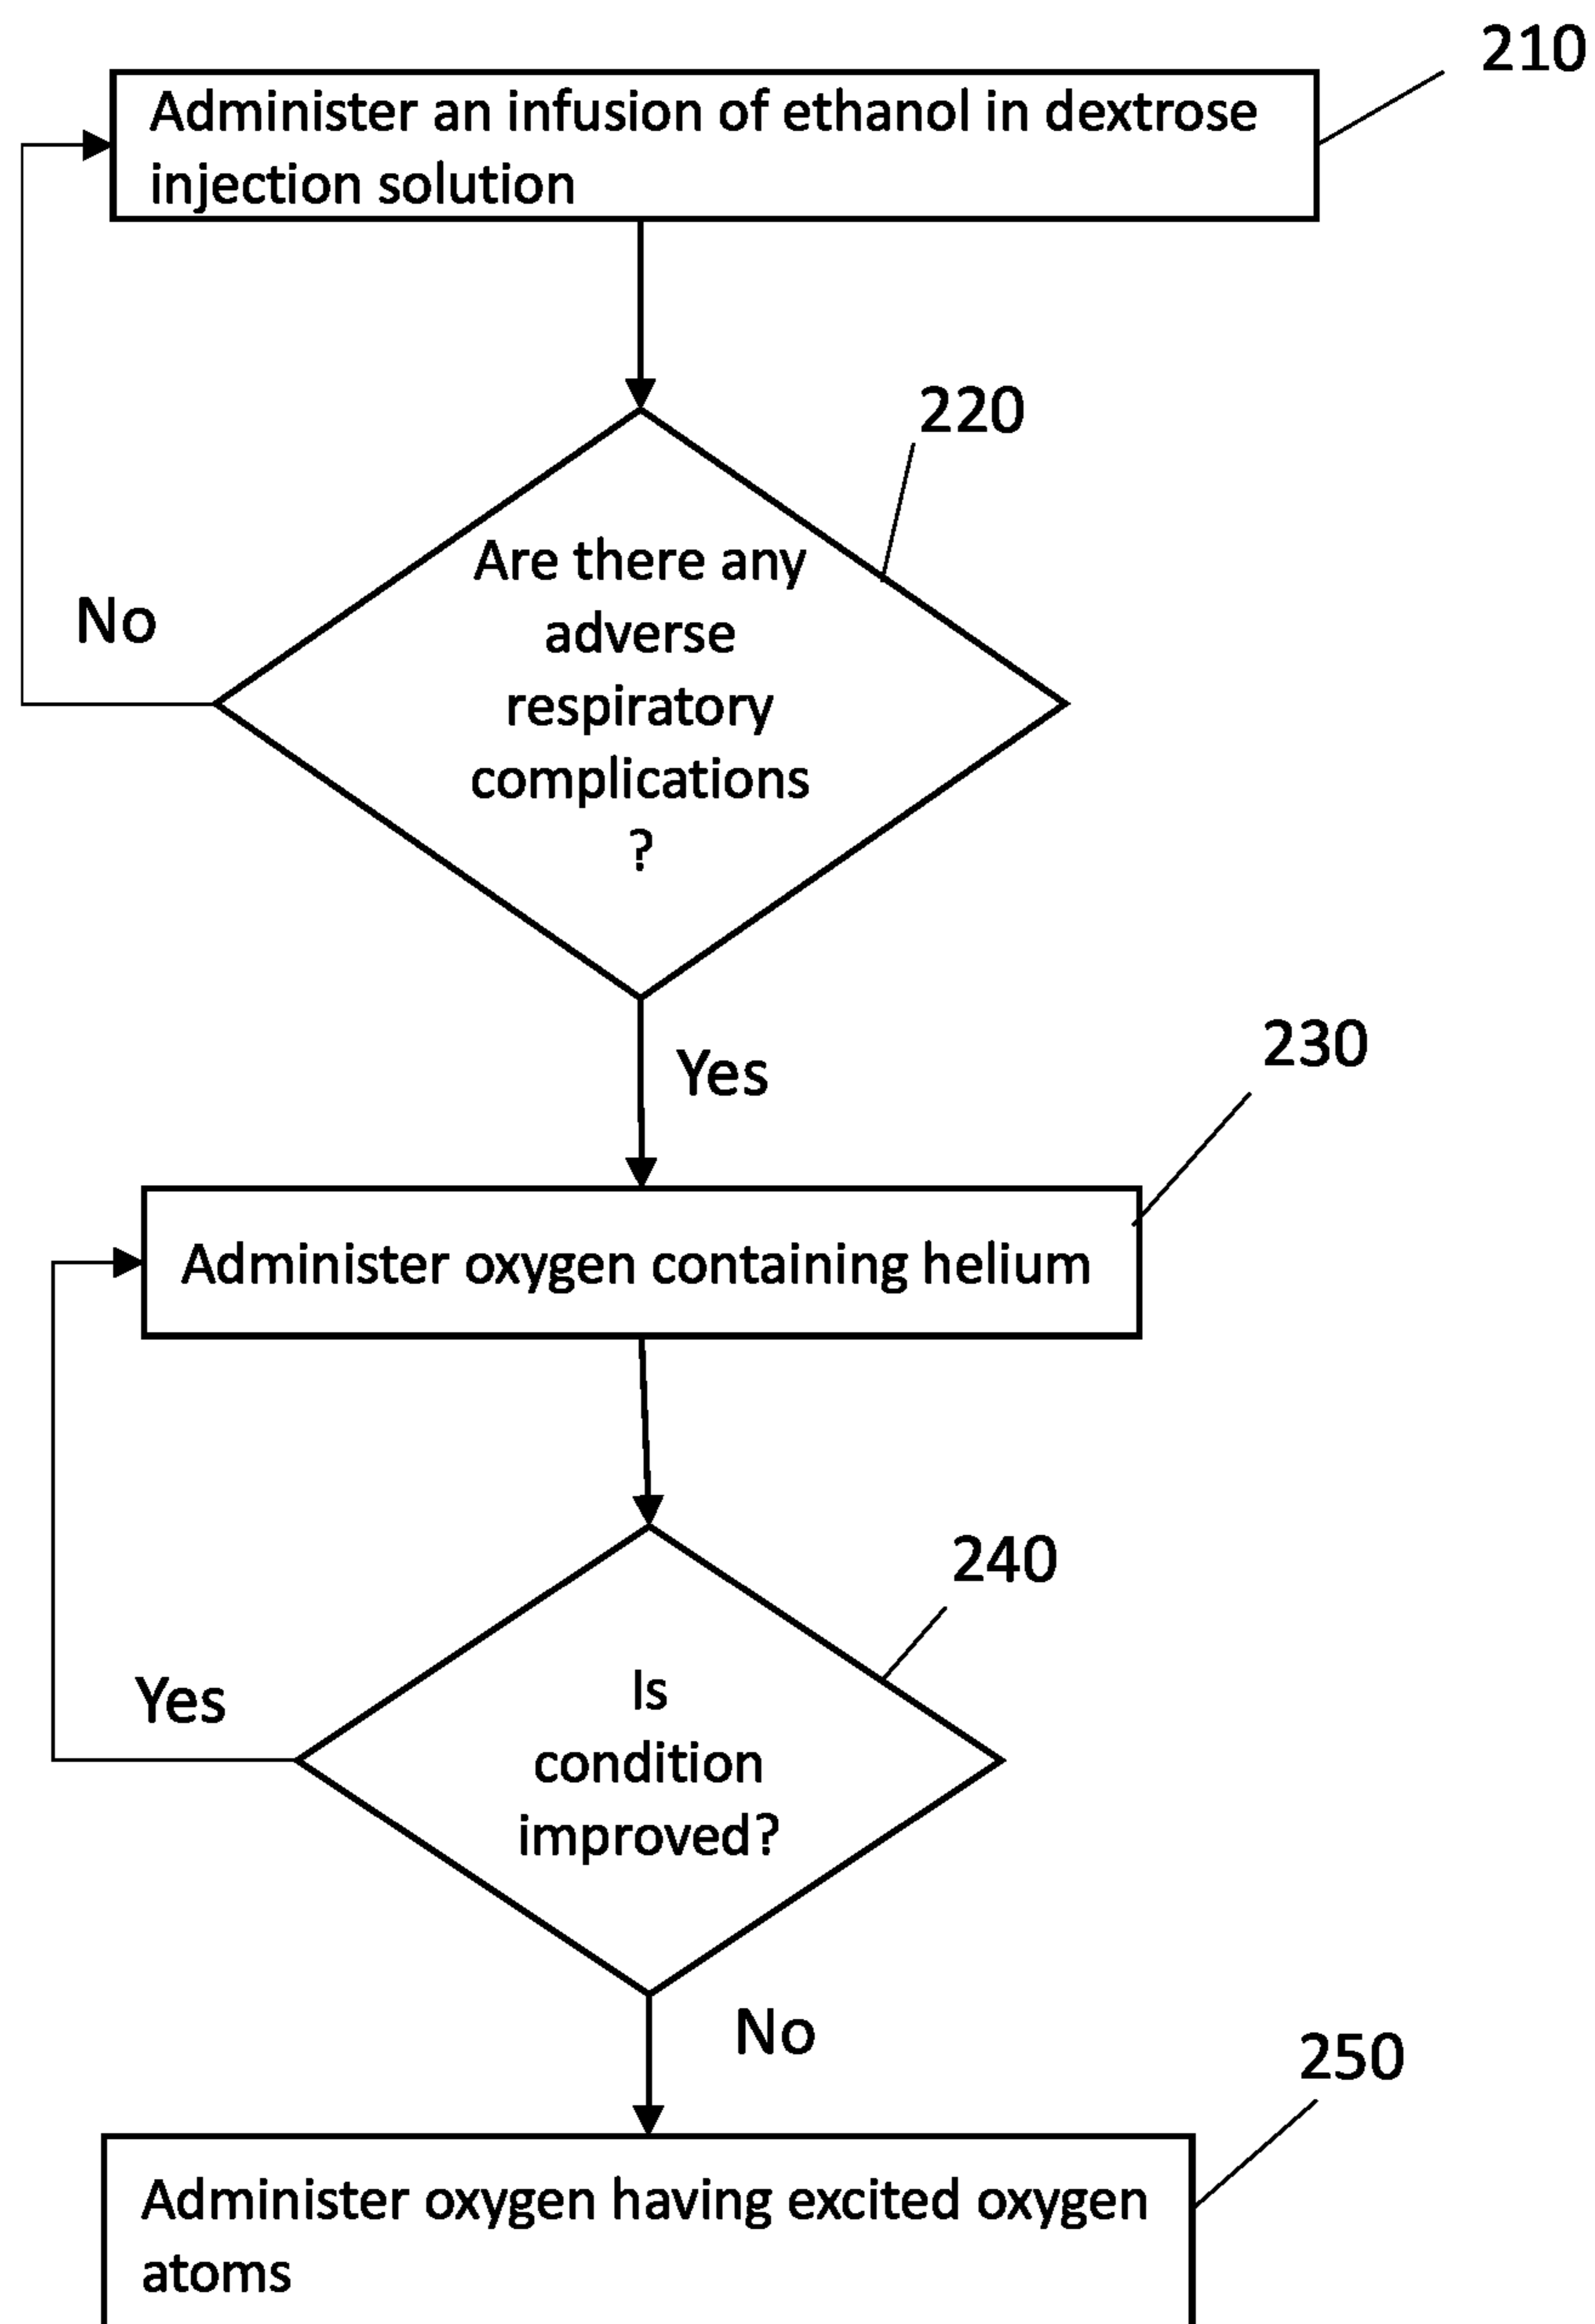 210
Administer an infusion of ethanol in dextrose
injection solution
220
Are there any
adverse
respiratory
complications
?
No
Yes
230
Administer oxygen containing helium
240
Is
condition
improved?
Yes
No
250
Administer oxygen having excited oxygen
atoms